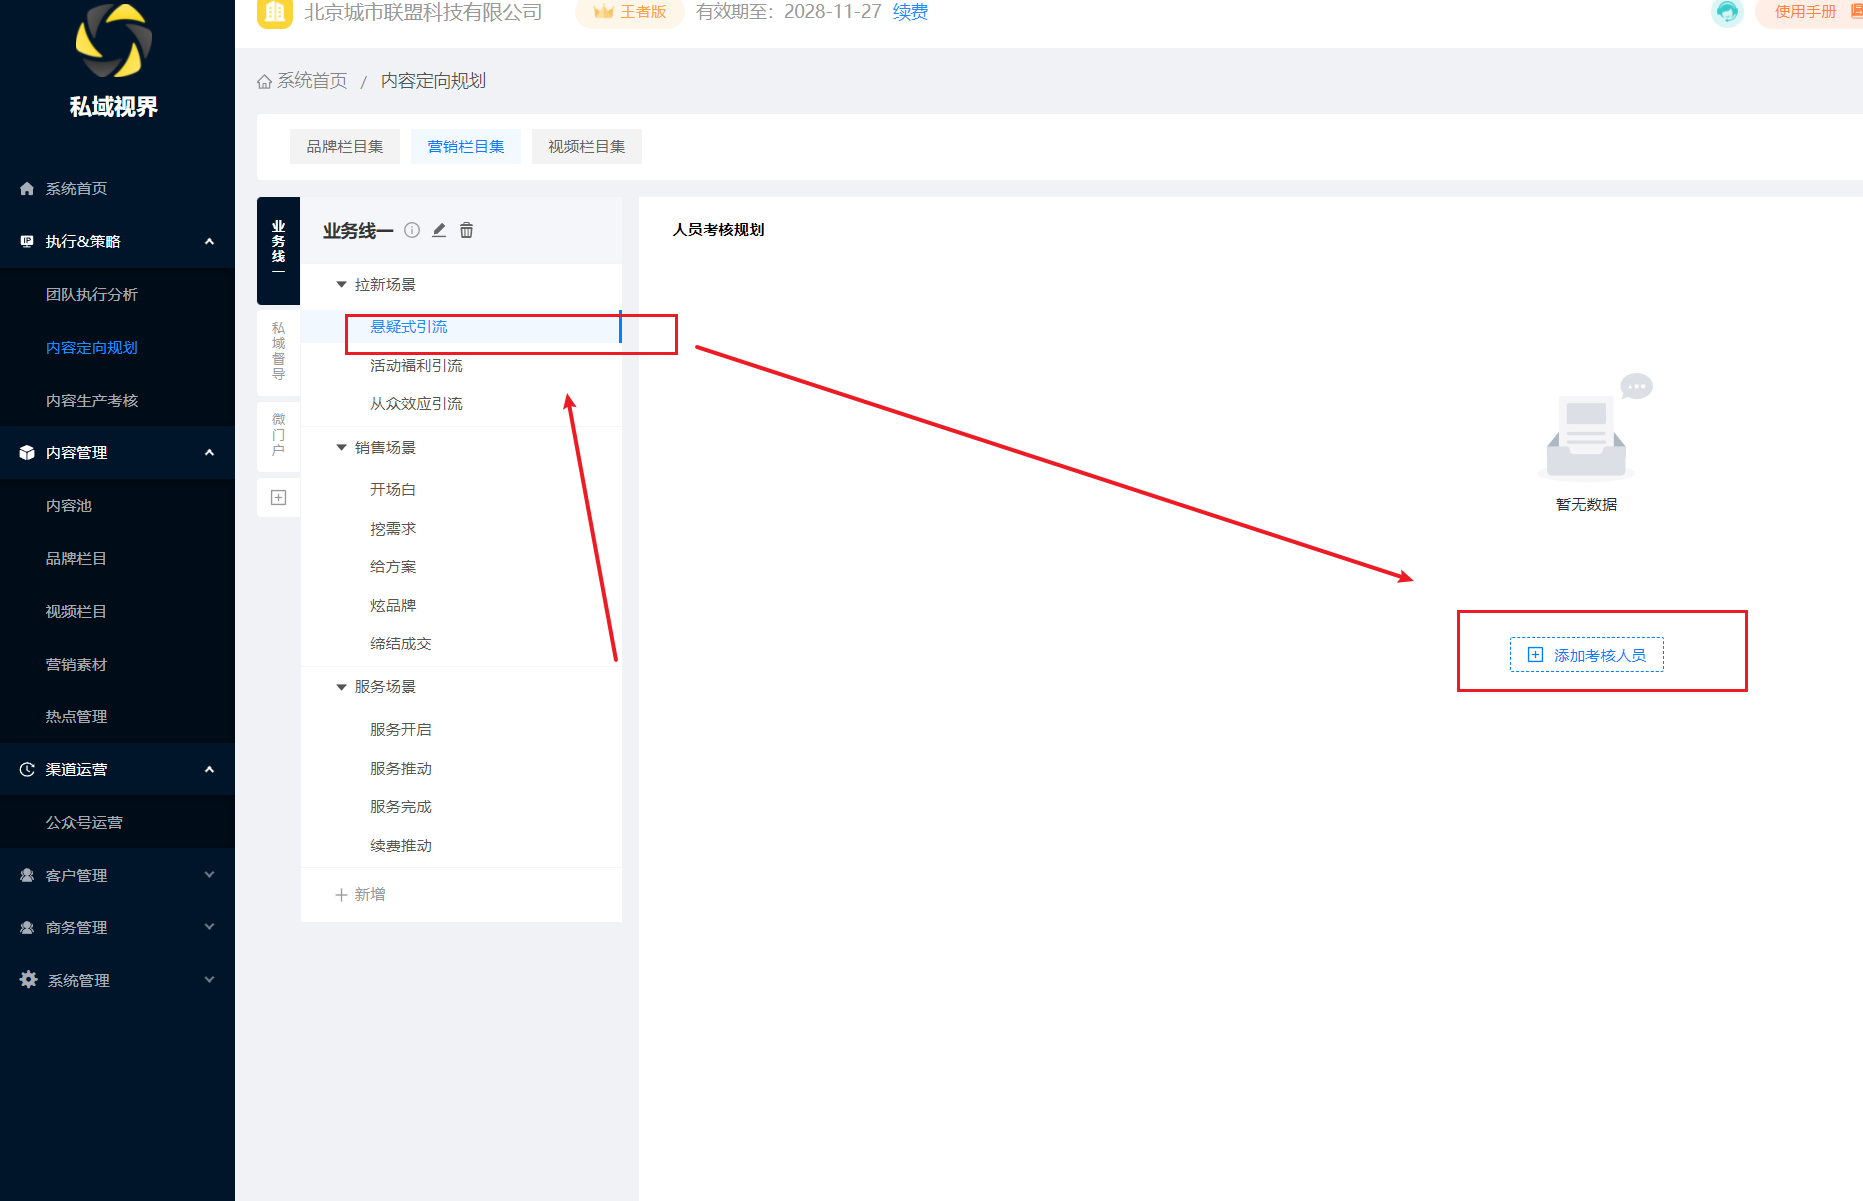 北京城市联盟科技有限公司
王者版
有效期至：2028-11-27 续费
使用手册
私域视界
系统首页 / 内容定向规划
品牌栏目集
营销栏目集
视频栏目集
系统首页
执行&策略
团队执行分析
内容定向规划
内容生产考核
内容管理
内容池
品牌栏目
视频栏目
营销素材
热点管理
渠道运营
公众号运营
客户管理
商务管理
系统管理
业务线一
私域督导
微门户
业务线一
拉新场景
悬疑式引流
活动福利引流
从众效应引流
销售场景
开场白
挖需求
给方案
炫品牌
缔结成交
服务场景
服务开启
服务推动
服务完成
续费推动
新增
人员考核规划
暂无数据
添加考核人员